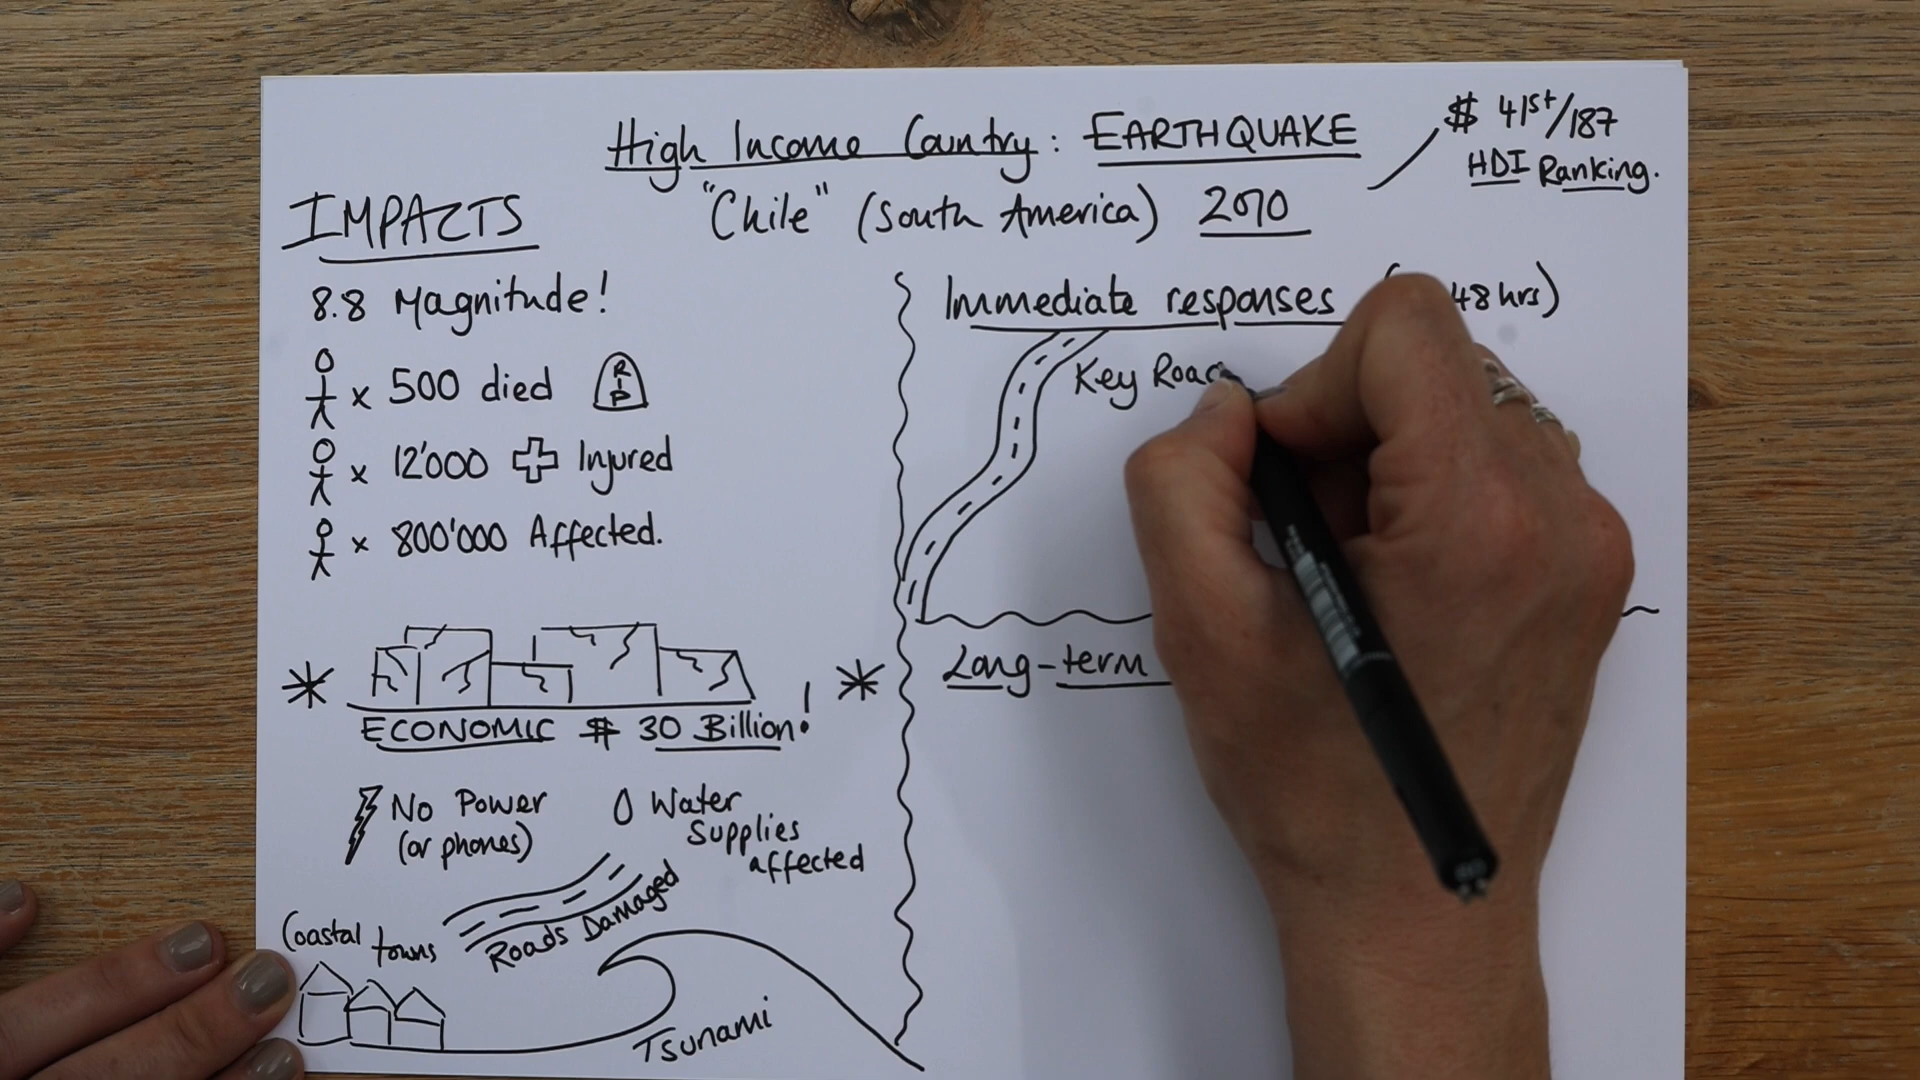 High Income Country: EARTHQUAKE
"Chile" (South America) 2010
$ 41st/187
HDI Ranking.
IMPACTS
8.8 Magnitude!
x 500 died
R
I
P
x 12'000 Injured
x 800'000 Affected.
* *
ECONOMIC $ 30 Billion!
No Power
(or phones)
Water
Supplies
affected
Roads Damaged
Coastal towns
Tsunami
Immediate responses
48 hrs)
Key Road
Long-term